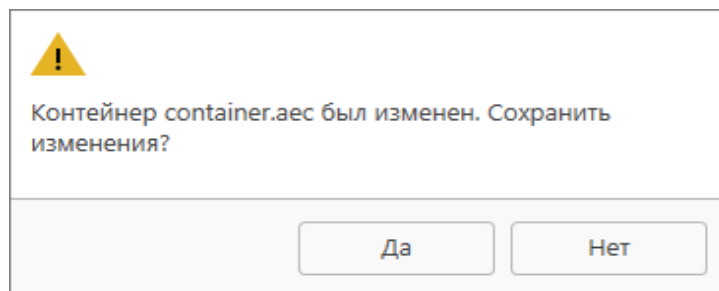 Контейнер container.aec был изменен. Сохранить
изменения?
Да
Нет